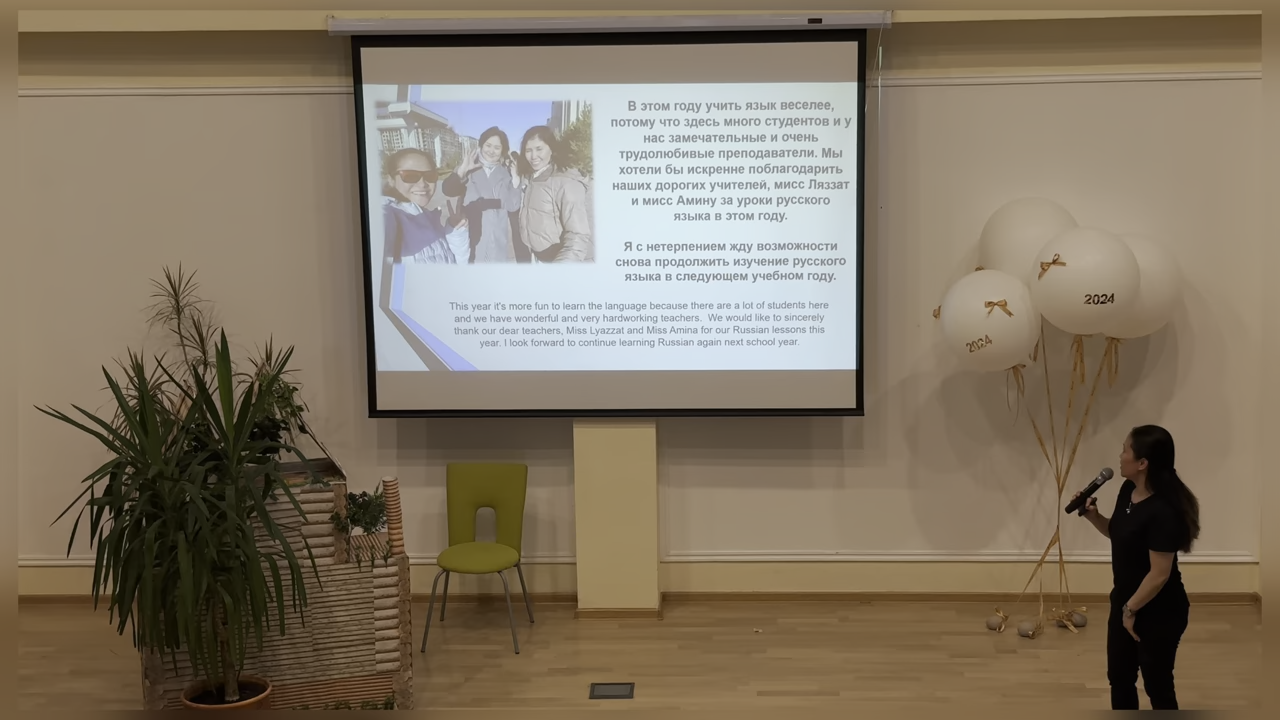 В этом году учить язык веселее,
потому что здесь много студентов и у
нас замечательные и очень
трудолюбивые преподаватели. Мы
хотели бы искренне поблагодарить
наших дорогих учителей, мисс Ляззат
и мисс Амину за уроки русского
языка в этом году.
Я с нетерпением жду возможности
снова продолжить изучение русского
языка в следующем учебном году.
This year it's more fun to learn the language because there are a lot of students here
and we have wonderful and very hardworking teachers. We would like to sincerely
thank our dear teachers, Miss Lyazzat and Miss Amina for our Russian lessons this
year. I look forward to continue learning Russian again next school year.
2024
2024